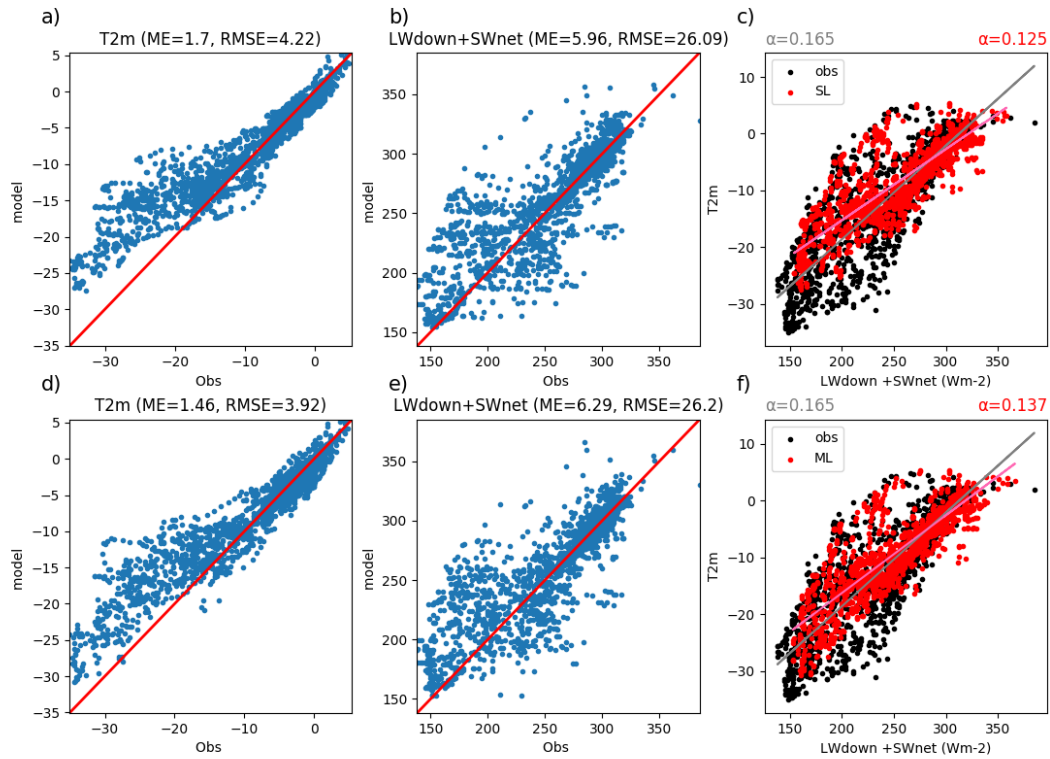 a)
T2m (ME=1.7, RMSE=4.22)
5
0
−5
−10
−15
−20
−25
−30
−35
model
−30
−20
−10
0
Obs
b)
LWdown+SWnet (ME=5.96, RMSE=26.09)
400
350
300
250
200
150
model
150
200
250
300
350
Obs
c)
α=0.165
α=0.125
obs
SL
10
0
−10
−20
−30
T2m
150
200
250
300
350
LWdown +SWnet (Wm-2)
d)
T2m (ME=1.46, RMSE=3.92)
5
0
−5
−10
−15
−20
−25
−30
−35
model
−30
−20
−10
0
Obs
e)
LWdown+SWnet (ME=6.29, RMSE=26.2)
400
350
300
250
200
150
model
150
200
250
300
350
Obs
f)
α=0.165
α=0.137
obs
ML
10
0
−10
−20
−30
T2m
150
200
250
300
350
LWdown +SWnet (Wm-2)